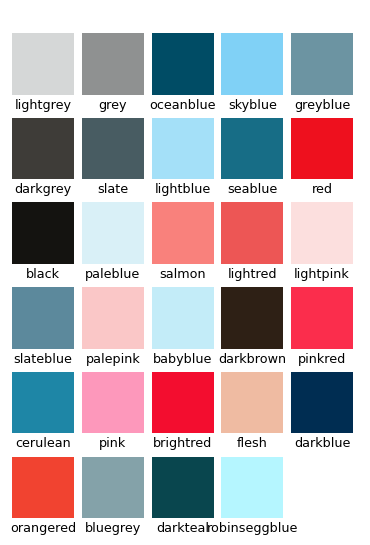 lightgrey grey oceanblue skyblue greyblue
darkgrey slate lightblue seablue red
black paleblue salmon lightred lightpink
slateblue palepink babyblue darkbrown pinkred
cerulean pink brightred flesh darkblue
orangered bluegrey darkteal robinseggblue